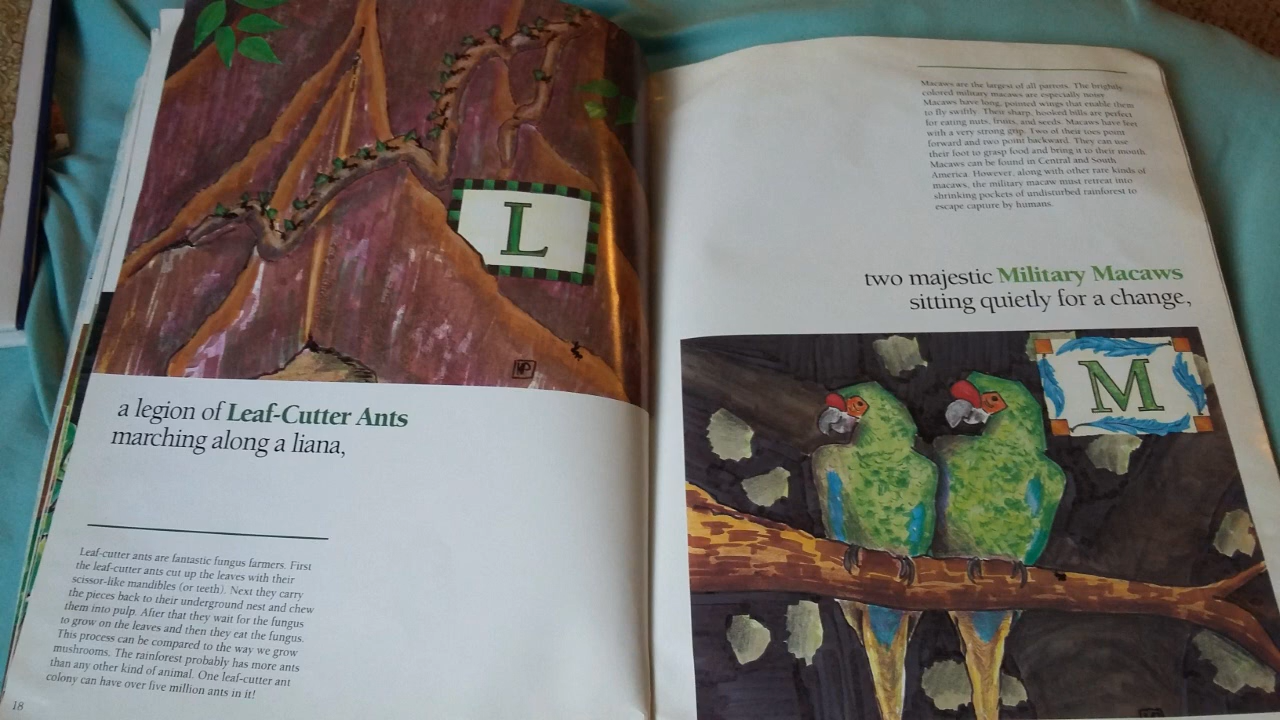 L
a legion of Leaf-Cutter Ants
marching along a liana,
Leaf-cutter ants are fantastic fungus farmers. First
the leaf-cutter ants cut up the leaves with their
scissor-like mandibles (or teeth). Next they carry
the pieces back to their underground nest and chew
them into pulp. After that they wait for the fungus
to grow on the leaves and then they eat the fungus.
This process can be compared to the way we grow
mushrooms. The rainforest probably has more ants
than any other kind of animal. One leaf-cutter ant
colony can have over five million ants in it!
18
Macaws are the largest of all parrots. The brightly
colored military macaws are especially noisy.
Macaws have long, pointed wings that enable them
to fly swiftly. Their sharp, hooked bills are perfect
for eating nuts, fruits, and seeds. Macaws have feet
with a very strong grip. Two of their toes point
forward and two point backward. They can use
their foot to grasp food and bring it to their mouth.
Macaws can be found in Central and South
America. However, along with other rare kinds of
macaws, the military macaw must retreat into
shrinking pockets of undisturbed rainforest to
escape capture by humans.
two majestic Military Macaws
sitting quietly for a change,
M